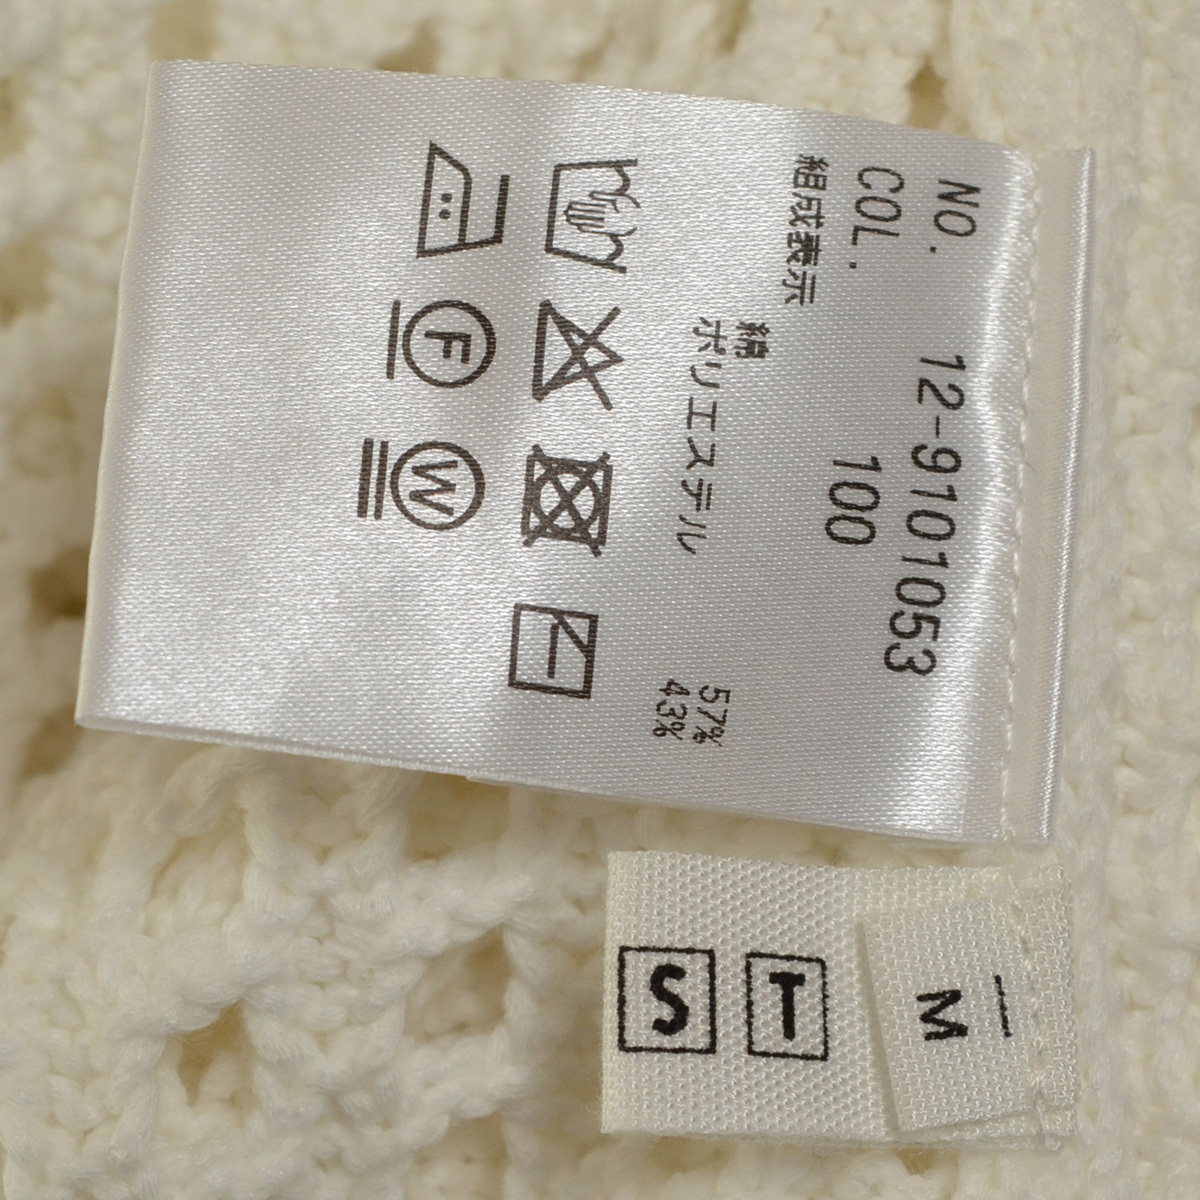 NO. 12-9101053
COL. 100
組成表示
綿 57%
ポリエステル 43%
F
W
M
T
S